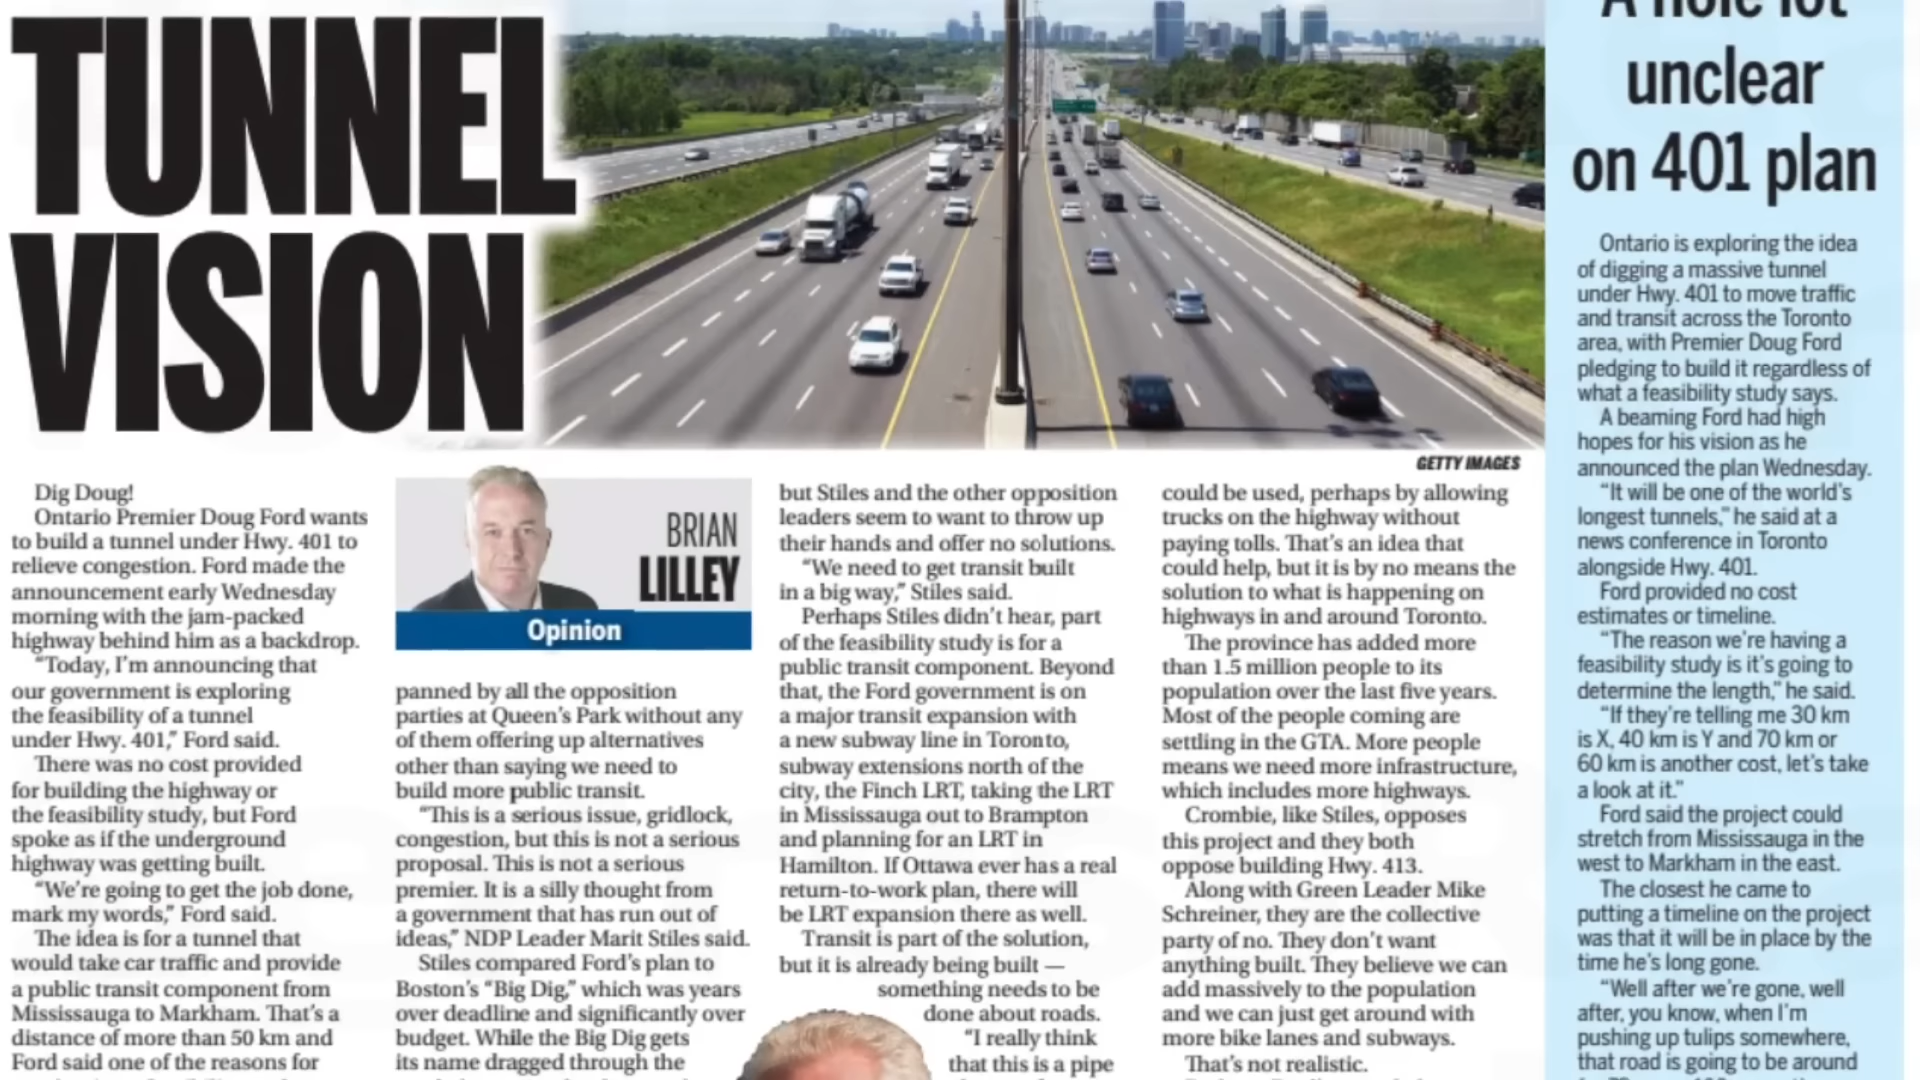 TUNNEL
VISION
GETTY IMAGES
Dig Doug!
Ontario Premier Doug Ford wants
to build a tunnel under Hwy. 401 to
relieve congestion. Ford made the
announcement early Wednesday
morning with the jam-packed
highway behind him as a backdrop.
“Today, I’m announcing that
our government is exploring
the feasibility of a tunnel
under Hwy. 401,” Ford said.
There was no cost provided
for building the highway or
the feasibility study, but Ford
spoke as if the underground
highway was getting built.
“We’re going to get the job done,
mark my words,” Ford said.
The idea is for a tunnel that
would take car traffic and provide
a public transit component from
Mississauga to Markham. That’s a
distance of more than 50 km and
Ford said one of the reasons for
BRIAN
LILLEY
Opinion
panned by all the opposition
parties at Queen’s Park without any
of them offering up alternatives
other than saying we need to
build more public transit.
“This is a serious issue, gridlock,
congestion, but this is not a serious
proposal. This is not a serious
premier. It is a silly thought from
a government that has run out of
ideas,” NDP Leader Marit Stiles said.
Stiles compared Ford’s plan to
Boston’s “Big Dig,” which was years
over deadline and significantly over
budget. While the Big Dig gets
its name dragged through the
but Stiles and the other opposition
leaders seem to want to throw up
their hands and offer no solutions.
“We need to get transit built
in a big way,” Stiles said.
Perhaps Stiles didn’t hear, part
of the feasibility study is for a
public transit component. Beyond
that, the Ford government is on
a major transit expansion with
a new subway line in Toronto,
subway extensions north of the
city, the Finch LRT, taking the LRT
in Mississauga out to Brampton
and planning for an LRT in
Hamilton. If Ottawa ever has a real
return-to-work plan, there will
be LRT expansion there as well.
Transit is part of the solution,
but it is already being built —
something needs to be
done about roads.
“I really think
that this is a pipe
could be used, perhaps by allowing
trucks on the highway without
paying tolls. That’s an idea that
could help, but it is by no means the
solution to what is happening on
highways in and around Toronto.
The province has added more
than 1.5 million people to its
population over the last five years.
Most of the people coming are
settling in the GTA. More people
means we need more infrastructure,
which includes more highways.
Crombie, like Stiles, opposes
this project and they both
oppose building Hwy. 413.
Along with Green Leader Mike
Schreiner, they are the collective
party of no. They don’t want
anything built. They believe we can
add massively to the population
and we can just get around with
more bike lanes and subways.
That’s not realistic.
A hole lot
unclear
on 401 plan
Ontario is exploring the idea
of digging a massive tunnel
under Hwy. 401 to move traffic
and transit across the Toronto
area, with Premier Doug Ford
pledging to build it regardless of
what a feasibility study says.
A beaming Ford had high
hopes for his vision as he
announced the plan Wednesday.
“It will be one of the world’s
longest tunnels,” he said at a
news conference in Toronto
alongside Hwy. 401.
Ford provided no cost
estimates or timeline.
“The reason we’re having a
feasibility study is it’s going to
determine the length,” he said.
“If they’re telling me 30 km
is X, 40 km is Y and 70 km or
60 km is another cost, let’s take
a look at it.”
Ford said the project could
stretch from Mississauga in the
west to Markham in the east.
The closest he came to
putting a timeline on the project
was that it will be in place by the
time he’s long gone.
“Well after we’re gone, well
after, you know, when I’m
pushing up tulips somewhere,
that road is going to be around